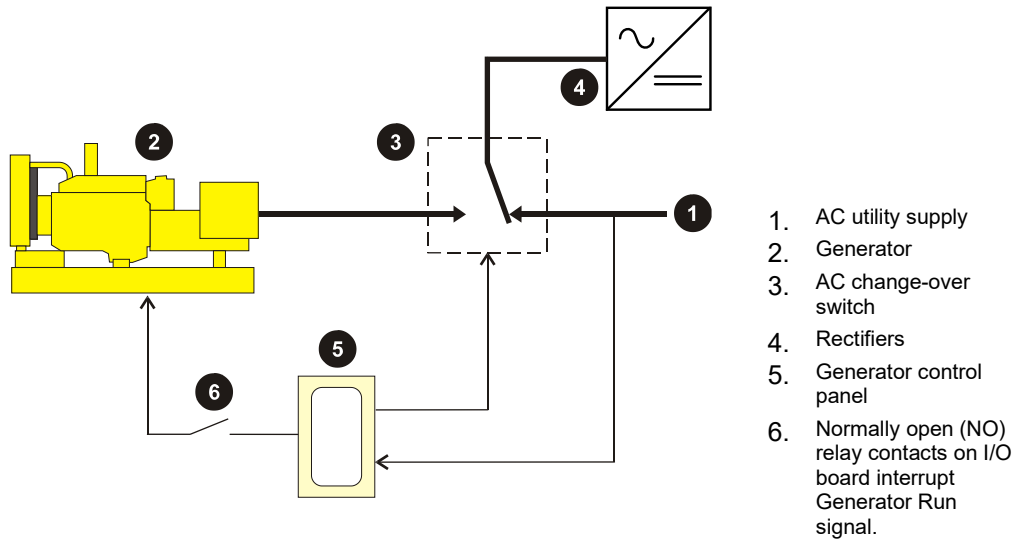 4
3
2
1
5
6
1. AC utility supply
2. Generator
3. AC change-over
switch
4. Rectifiers
5. Generator control
panel
6. Normally open (NO)
relay contacts on I/O
board interrupt
Generator Run
signal.